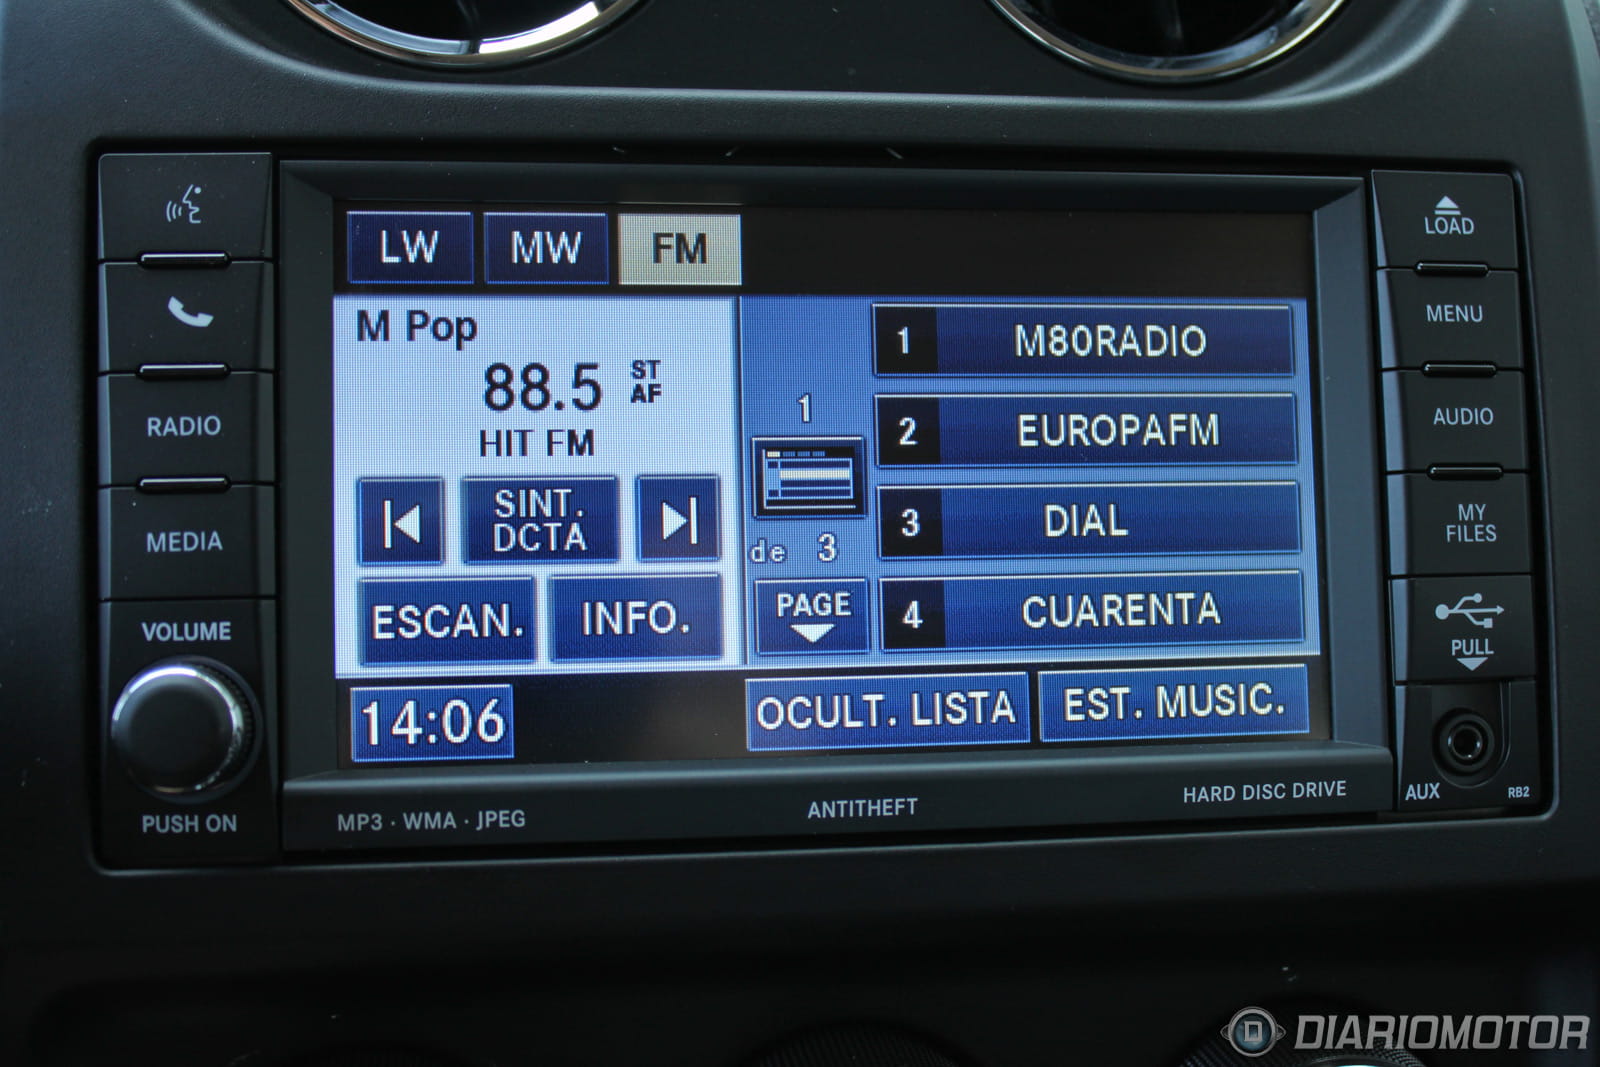 LW MW FM
M Pop
88.5 ST AF
HIT FM
SINT. DCTA
ESCAN. INFO.
14:06
1
de 3
PAGE
1 M80RADIO
2 EUROPAFM
3 DIAL
4 CUARENTA
OCULT. LISTA EST. MUSIC.
RADIO
MEDIA
VOLUME
PUSH ON
LOAD
MENU
AUDIO
MY
FILES
PULL
AUX RB2
MP3 · WMA · JPEG ANTITHEFT HARD DISC DRIVE
D DIARIOMOTOR